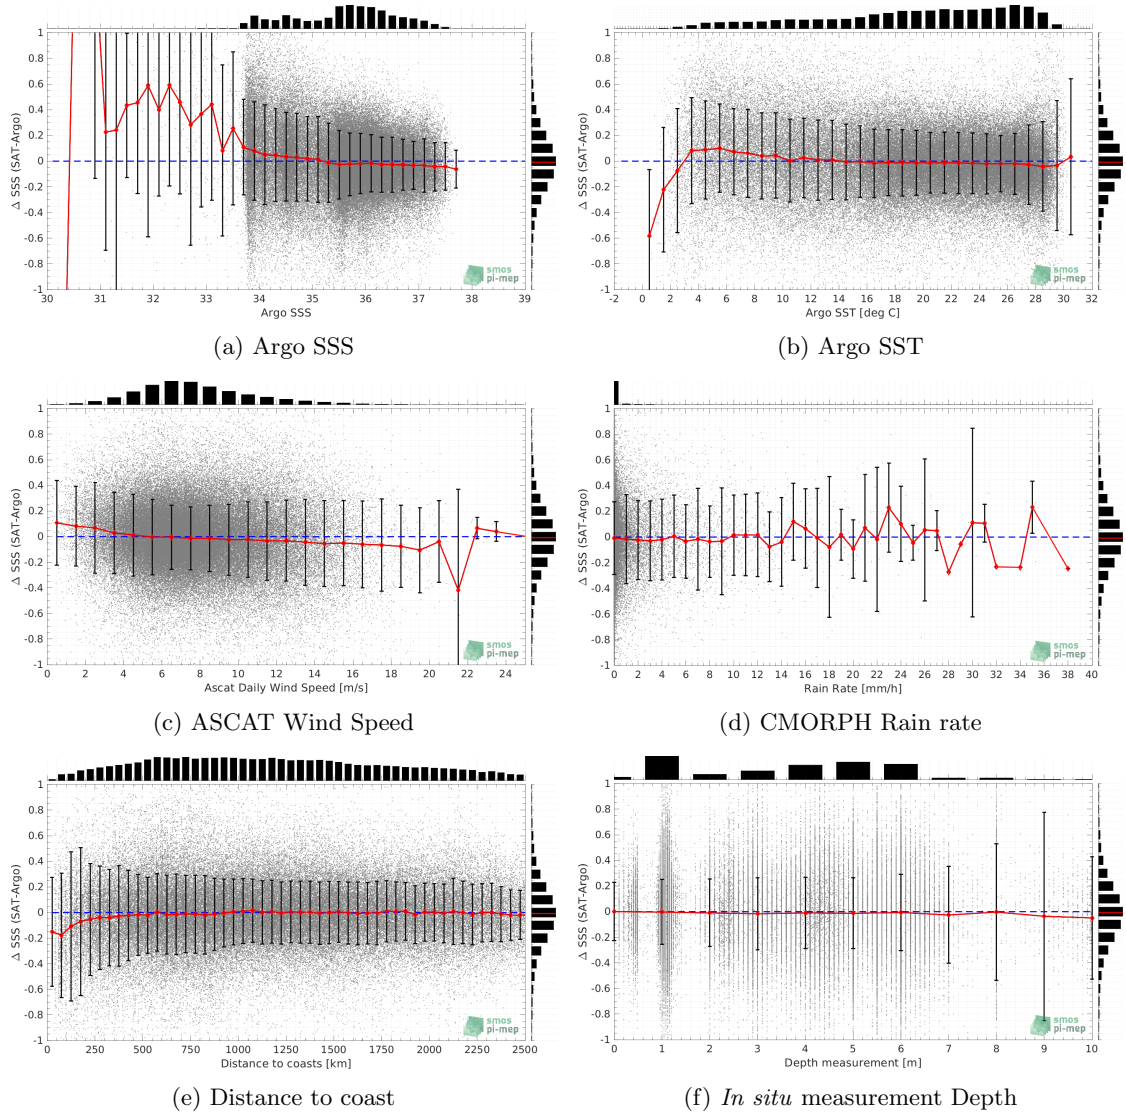 1
0.8
0.6
0.4
0.2
0
-0.2
-0.4
-0.6
-0.8
-1
Δ SSS (SAT-Argo)
30 31 32 33 34 35 36 37 38 39
Argo SSS
smos
pi-mep
(a) Argo SSS
1
0.8
0.6
0.4
0.2
0
-0.2
-0.4
-0.6
-0.8
-1
Δ SSS (SAT-Argo)
-2 0 2 4 6 8 10 12 14 16 18 20 22 24 26 28 30 32
Argo SST [deg C]
smos
pi-mep
(b) Argo SST
1
0.8
0.6
0.4
0.2
0
-0.2
-0.4
-0.6
-0.8
-1
Δ SSS (SAT-Argo)
0 2 4 6 8 10 12 14 16 18 20 22 24
Ascat Daily Wind Speed [m/s]
smos
pi-mep
(c) ASCAT Wind Speed
1
0.8
0.6
0.4
0.2
0
-0.2
-0.4
-0.6
-0.8
-1
Δ SSS (SAT-Argo)
0 2 4 6 8 10 12 14 16 18 20 22 24 26 28 30 32 34 36 38 40
Rain Rate [mm/h]
smos
pi-mep
(d) CMORPH Rain rate
1
0.8
0.6
0.4
0.2
0
-0.2
-0.4
-0.6
-0.8
-1
Δ SSS (SAT-Argo)
0 250 500 750 1000 1250 1500 1750 2000 2250 2500
Distance to coasts [km]
smos
pi-mep
(e) Distance to coast
1
0.8
0.6
0.4
0.2
0
-0.2
-0.4
-0.6
-0.8
-1
Δ SSS (SAT-Argo)
0 1 2 3 4 5 6 7 8 9 10
Depth measurement [m]
smos
pi-mep
(f) In situ measurement Depth